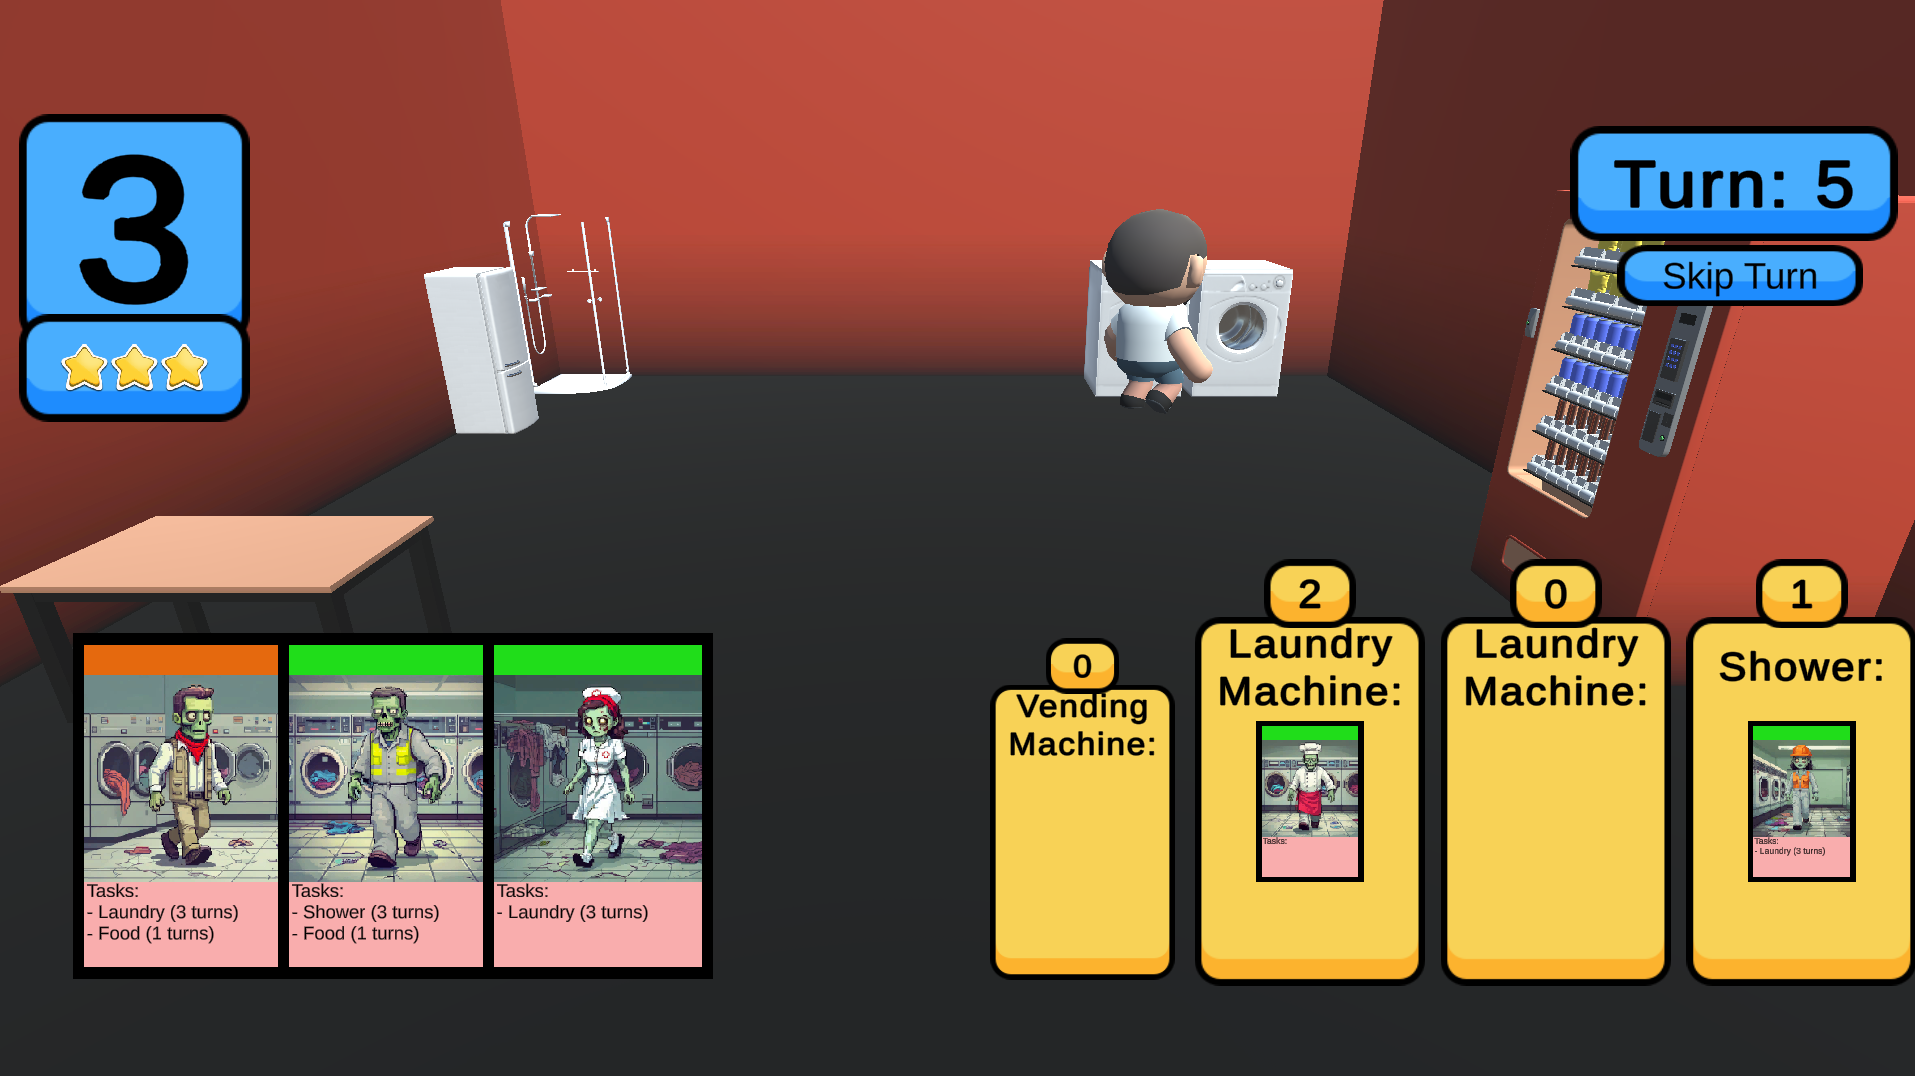 3
Turn: 5
Skip Turn
Tasks:
- Laundry (3 turns)
- Food (1 turns)
Tasks:
- Shower (3 turns)
- Food (1 turns)
Tasks:
- Laundry (3 turns)
0
Vending
Machine:
2
Laundry
Machine:
Tasks:
0
Laundry
Machine:
1
Shower:
Tasks:
- Laundry (3 turns)